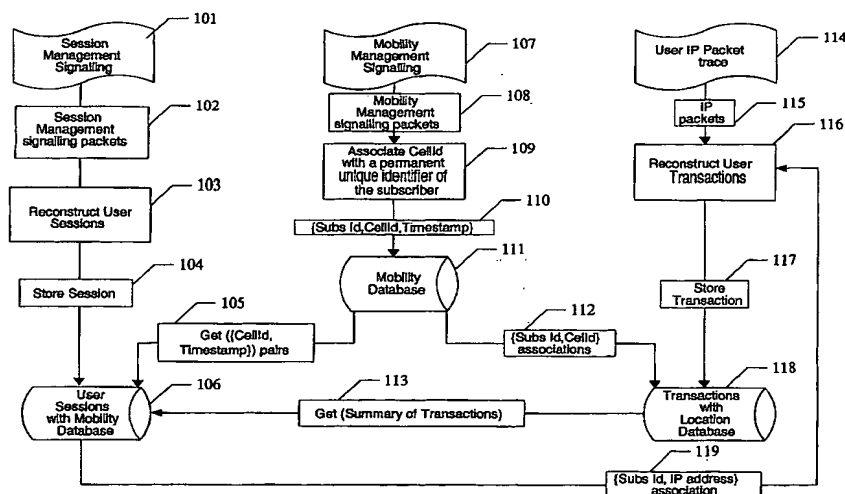 Session
Management
Signalling
101
Session
Management
signalling packets
102
Reconstruct User
Sessions
103
Store Session
104
Mobility
Management
Signalling
107
Mobility
Management
signalling packets
108
Associate CellId
with a permanent
unique identifier of
the subscriber
109
{Subs Id,CellId,Timestamp}
110
Mobility
Database
111
Get ({CellId,
Timestamp}) pairs
105
{Subs Id,CellId}
associations
112
User IP Packet
trace
114
IP
packets
115
Reconstruct User
Transactions
116
Store
Transaction
117
User
Sessions
with Mobility
Database
106
Get (Summary of Transactions)
113
Transactions
with
Location
Database
118
{Subs Id, IP address}
association
119